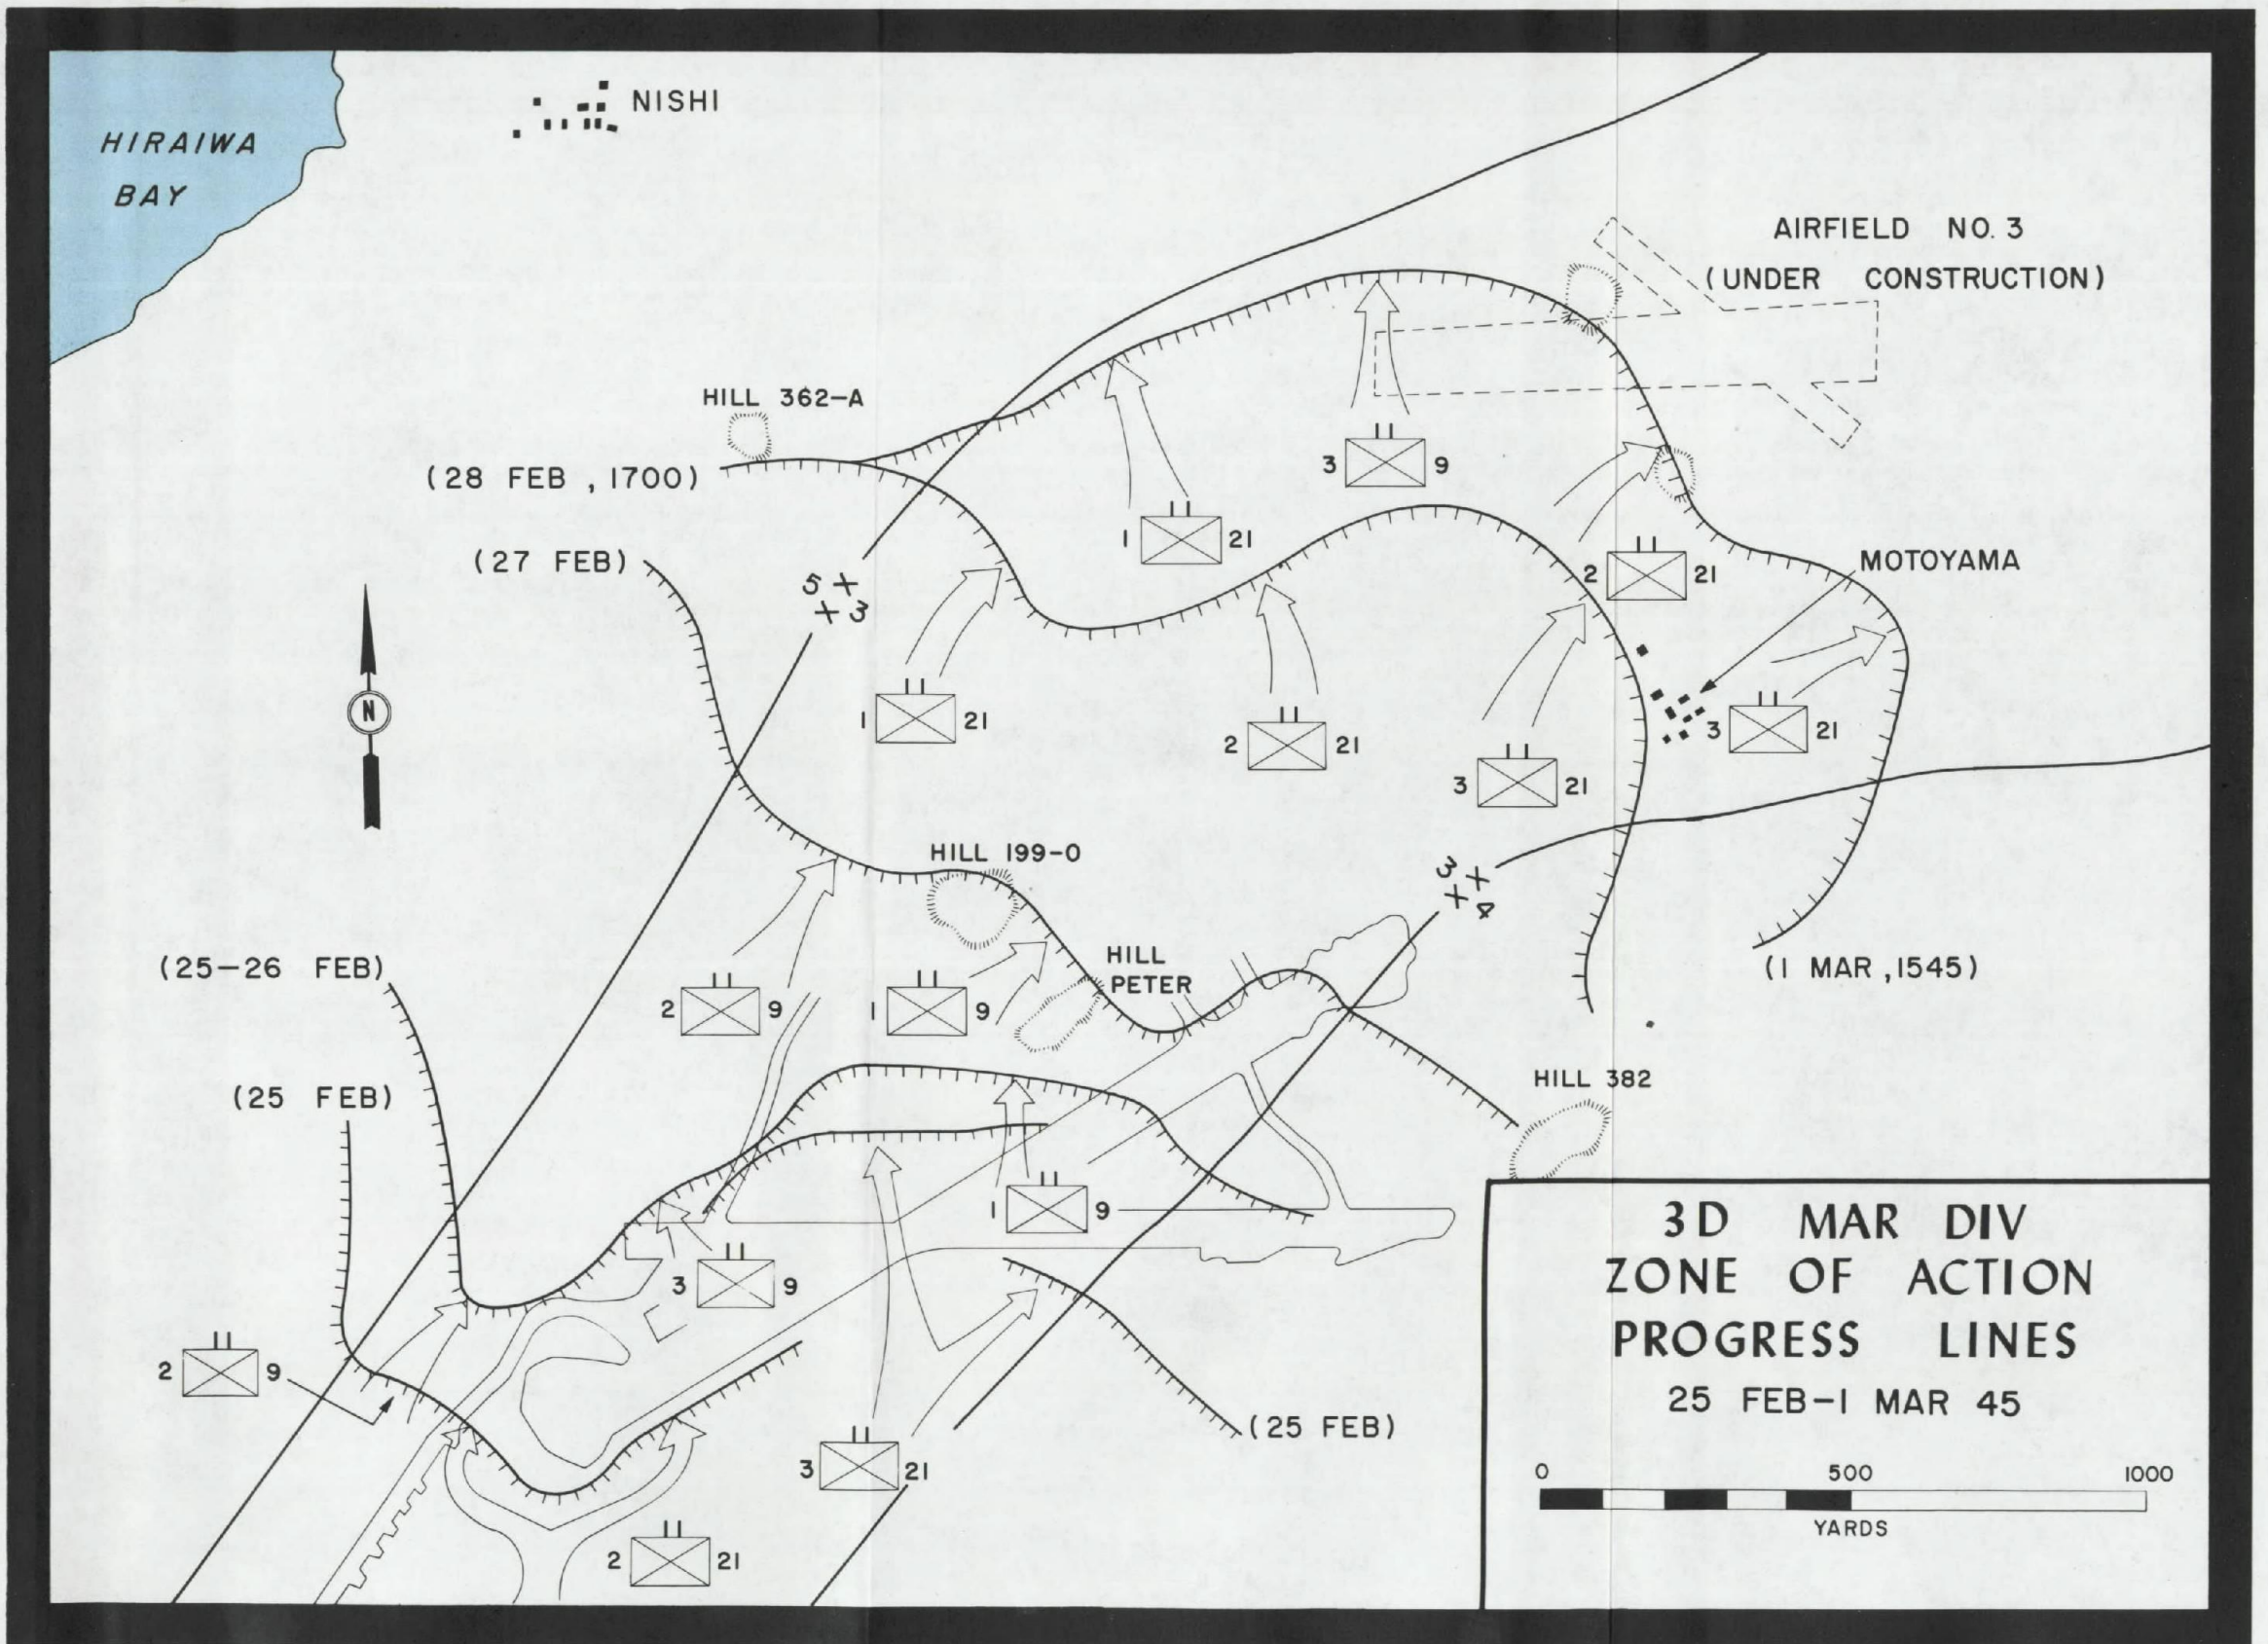 HIRAIWA
BAY
NISHI
AIRFIELD NO. 3
(UNDER CONSTRUCTION)
HILL 362-A
(28 FEB , 1700)
3 9
1 21
(27 FEB)
MOTOYAMA
2 21
5 X
X 3
N
1 21
2 21
3 21
3 21
HILL 199-O
3 X
X 4
HILL
PETER
(25-26 FEB)
(1 MAR , 1545)
2 9
1 9
HILL 382
(25 FEB)
1 9
3 9
2 9
(25 FEB)
3 21
2 21
3D MAR DIV
ZONE OF ACTION
PROGRESS LINES
25 FEB-1 MAR 45
0 500 1000
YARDS